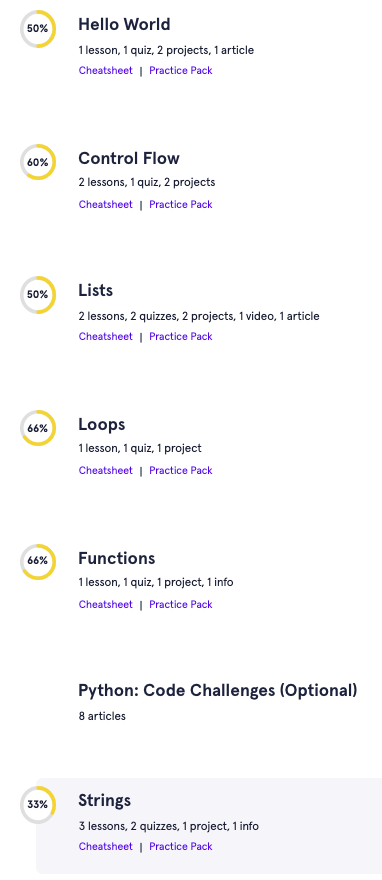 50%
Hello World
1 lesson, 1 quiz, 2 projects, 1 article
Cheatsheet | Practice Pack
60%
Control Flow
2 lessons, 1 quiz, 2 projects
Cheatsheet | Practice Pack
50%
Lists
2 lessons, 2 quizzes, 2 projects, 1 video, 1 article
Cheatsheet | Practice Pack
66%
Loops
1 lesson, 1 quiz, 1 project
Cheatsheet | Practice Pack
66%
Functions
1 lesson, 1 quiz, 1 project, 1 info
Cheatsheet | Practice Pack
Python: Code Challenges (Optional)
8 articles
33%
Strings
3 lessons, 2 quizzes, 1 project, 1 info
Cheatsheet | Practice Pack